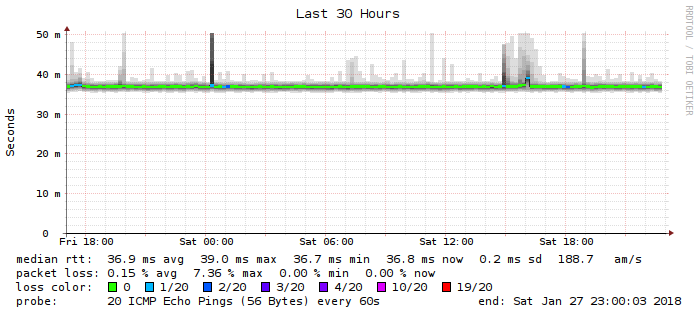 Last 30 Hours
RRDTOOL / TOBI OETIKER
Seconds
50 m
40 m
30 m
20 m
10 m
0
Fri 18:00 Sat 00:00 Sat 06:00 Sat 12:00 Sat 18:00
median rtt: 36.9 ms avg 39.0 ms max 36.7 ms min 36.8 ms now 0.2 ms sd 188.7 am/s
packet loss: 0.15 % avg 7.36 % max 0.00 % min 0.00 % now
loss color: 0 1/20 2/20 3/20 4/20 10/20 19/20
probe: 20 ICMP Echo Pings (56 Bytes) every 60s end: Sat Jan 27 23:00:03 2018